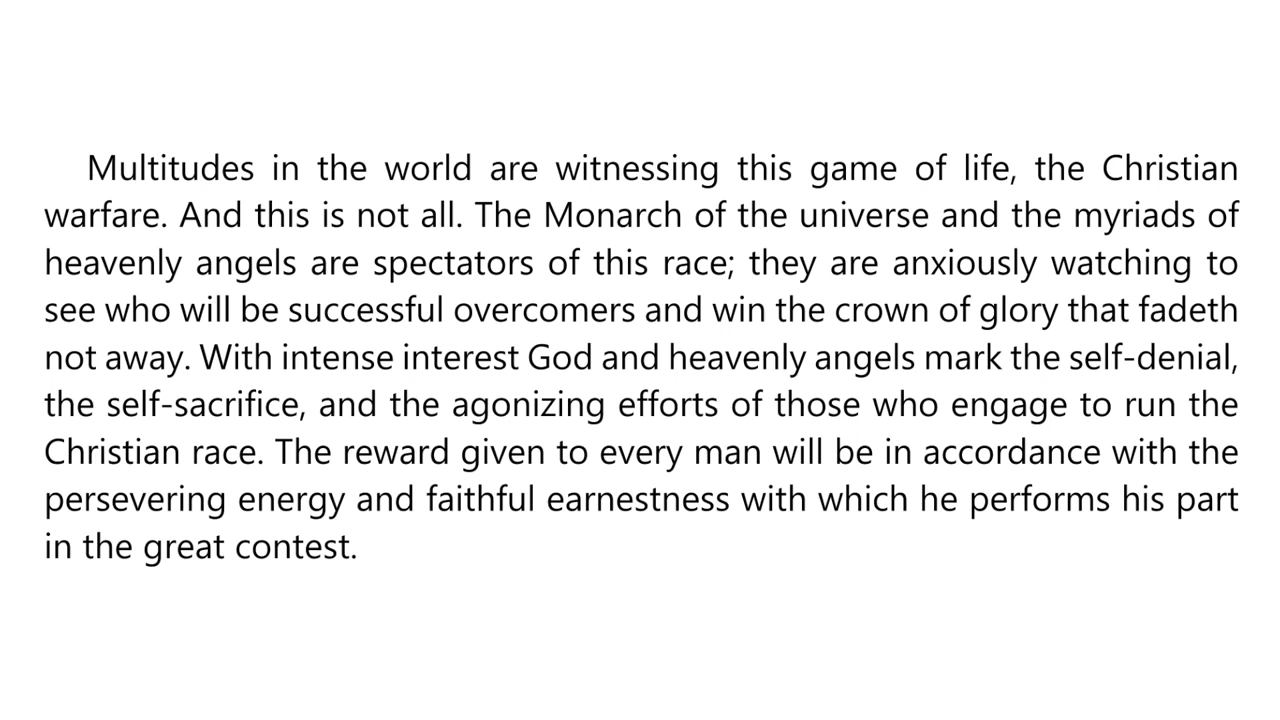 Multitudes in the world are witnessing this game of life, the Christian
warfare. And this is not all. The Monarch of the universe and the myriads of
heavenly angels are spectators of this race; they are anxiously watching to
see who will be successful overcomers and win the crown of glory that fadeth
not away. With intense interest God and heavenly angels mark the self-denial,
the self-sacrifice, and the agonizing efforts of those who engage to run the
Christian race. The reward given to every man will be in accordance with the
persevering energy and faithful earnestness with which he performs his part
in the great contest.